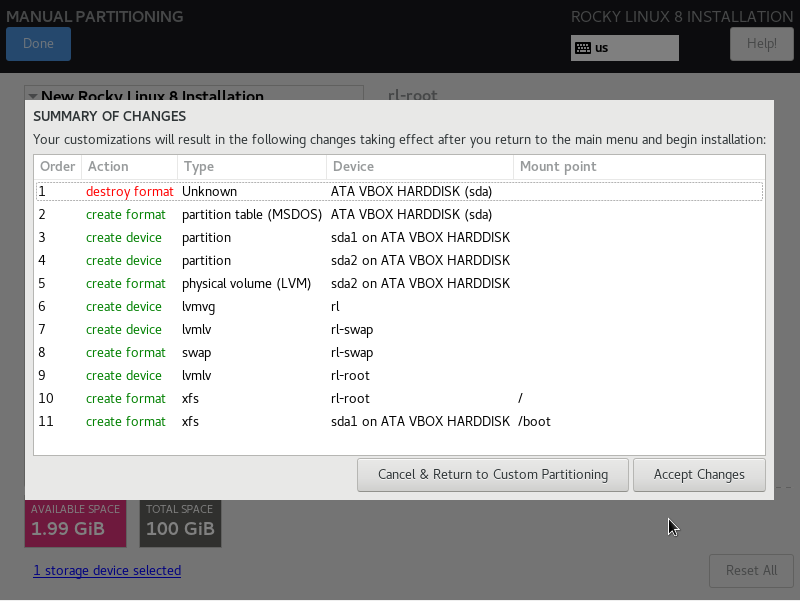 MANUAL PARTITIONING
ROCKY LINUX 8 INSTALLATION
Done
us
Help!
New Rocky Linux 8 Installation
rl-root
SUMMARY OF CHANGES
Your customizations will result in the following changes taking effect after you return to the main menu and begin installation:
Order Action Type Device Mount point
1 destroy format Unknown ATA VBOX HARDDISK (sda)
2 create format partition table (MSDOS) ATA VBOX HARDDISK (sda)
3 create device partition sda1 on ATA VBOX HARDDISK
4 create device partition sda2 on ATA VBOX HARDDISK
5 create format physical volume (LVM) sda2 on ATA VBOX HARDDISK
6 create device lvmvg rl
7 create device lvmlv rl-swap
8 create format swap rl-swap
9 create device lvmlv rl-root
10 create format xfs rl-root /
11 create format xfs sda1 on ATA VBOX HARDDISK /boot
Cancel & Return to Custom Partitioning
Accept Changes
AVAILABLE SPACE
1.99 GiB
TOTAL SPACE
100 GiB
1 storage device selected
Reset All